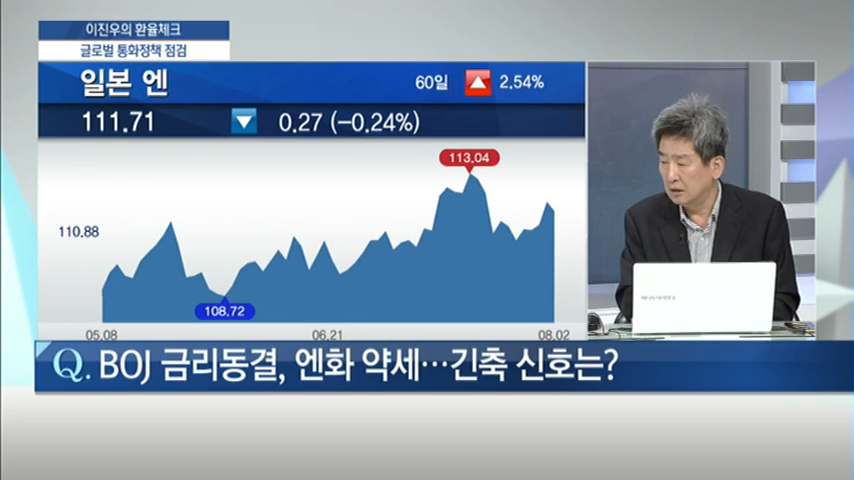 이진우의 환율체크
글로벌 통화정책 점검
일본 엔
60일 ▲ 2.54%
111.71 ▼ 0.27 (-0.24%)
113.04
110.88
108.72
05.08 06.21 08.02
Q. BOJ 금리동결, 엔화 약세…긴축 신호는?